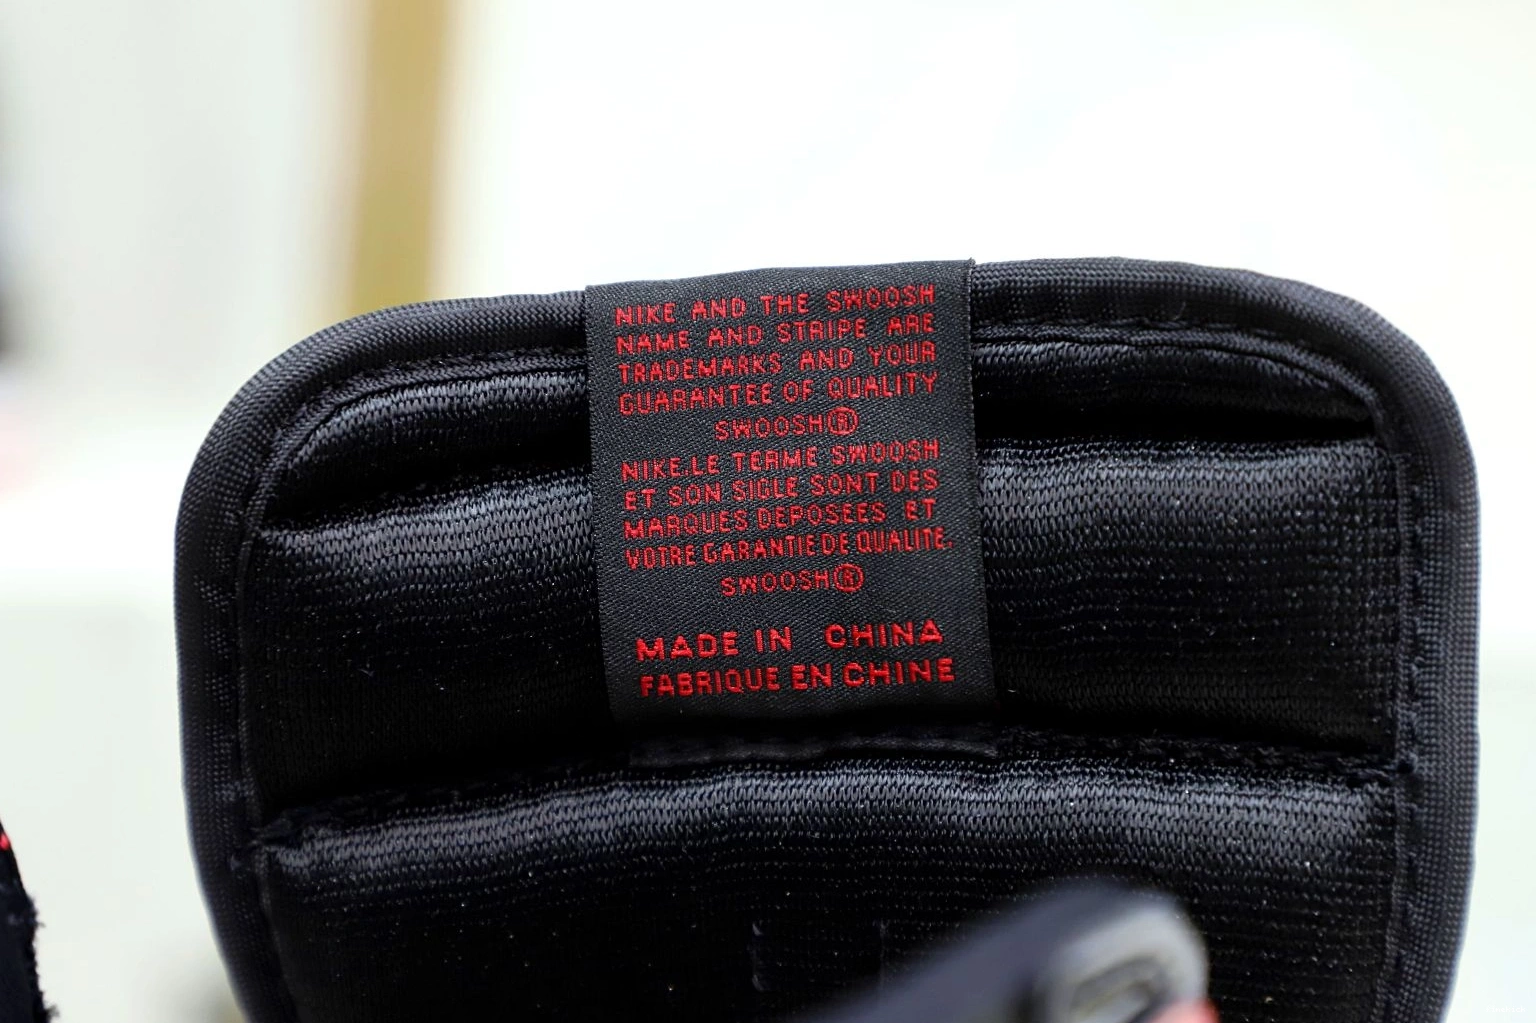 NIKE AND THE SWOOSH
NAME AND STRIPE ARE
TRADEMARKS AND YOUR
GUARANTEE OF QUALITY
SWOOSH®
NIKE.LE TERME SWOOSH
ET SON SIGLE SONT DES
MARQUES DEPOSEES ET
VOTRE GARANTIE DE QUALITE.
SWOOSH®
MADE IN CHINA
FABRIQUE EN CHINE